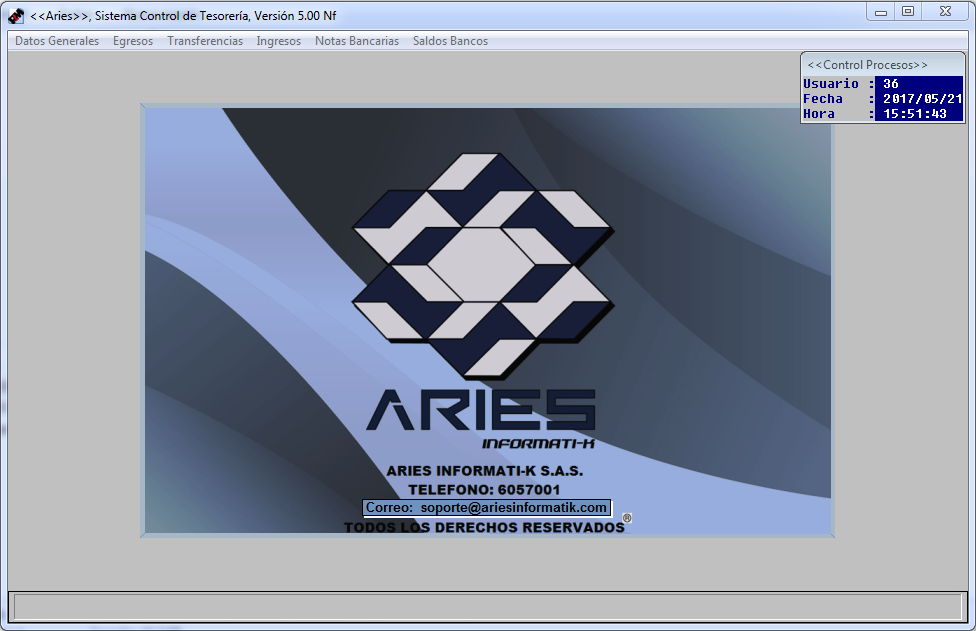 <<Aries>>, Sistema Control de Tesorería, Versión 5.00 Nf
Datos Generales Egresos Transferencias Ingresos Notas Bancarias Saldos Bancos
<<Control Procesos>>
Usuario : 36
Fecha : 2017/05/21
Hora : 15:51:43
ARIES
INFORMATI-K
ARIES INFORMATI-K S.A.S.
TELEFONO: 6057001
Correo: soporte@ariesinformatik.com
TODOS LOS DERECHOS RESERVADOS ®